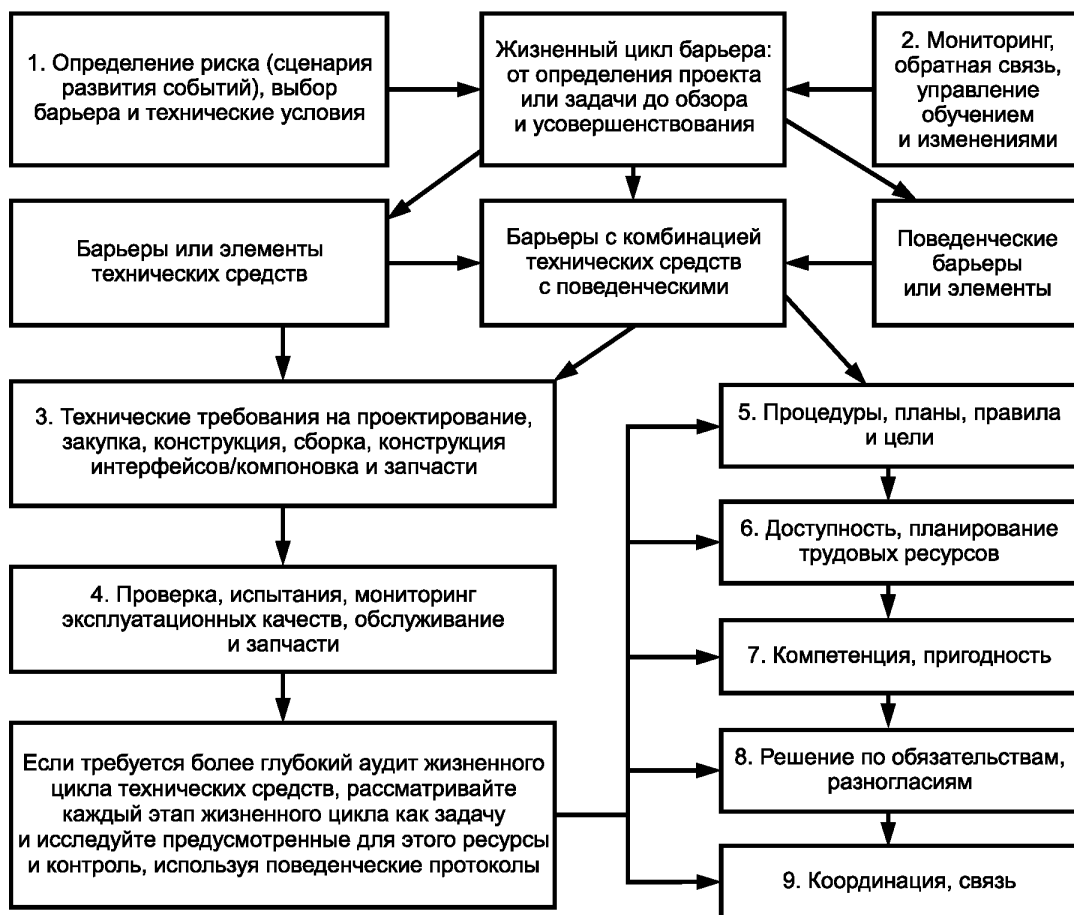 1. Определение риска (сценария
развития событий), выбор
барьера и технические условия
Жизненный цикл барьера:
от определения проекта
или задачи до обзора
и усовершенствования
2. Мониторинг,
обратная связь,
управление
обучением
и изменениями
Барьеры или элементы
технических средств
Барьеры с комбинацией
технических средств
с поведенческими
Поведенческие
барьеры
или элементы
3. Технические требования на проектирование,
закупка, конструкция, сборка, конструкция
интерфейсов/компоновка и запчасти
4. Проверка, испытания, мониторинг
эксплуатационных качеств, обслуживание
и запчасти
Если требуется более глубокий аудит жизненного
цикла технических средств, рассматривайте
каждый этап жизненного цикла как задачу
и исследуйте предусмотренные для этого ресурсы
и контроль, используя поведенческие протоколы
5. Процедуры, планы, правила
и цели
6. Доступность, планирование
трудовых ресурсов
7. Компетенция, пригодность
8. Решение по обязательствам,
разногласиям
9. Координация, связь